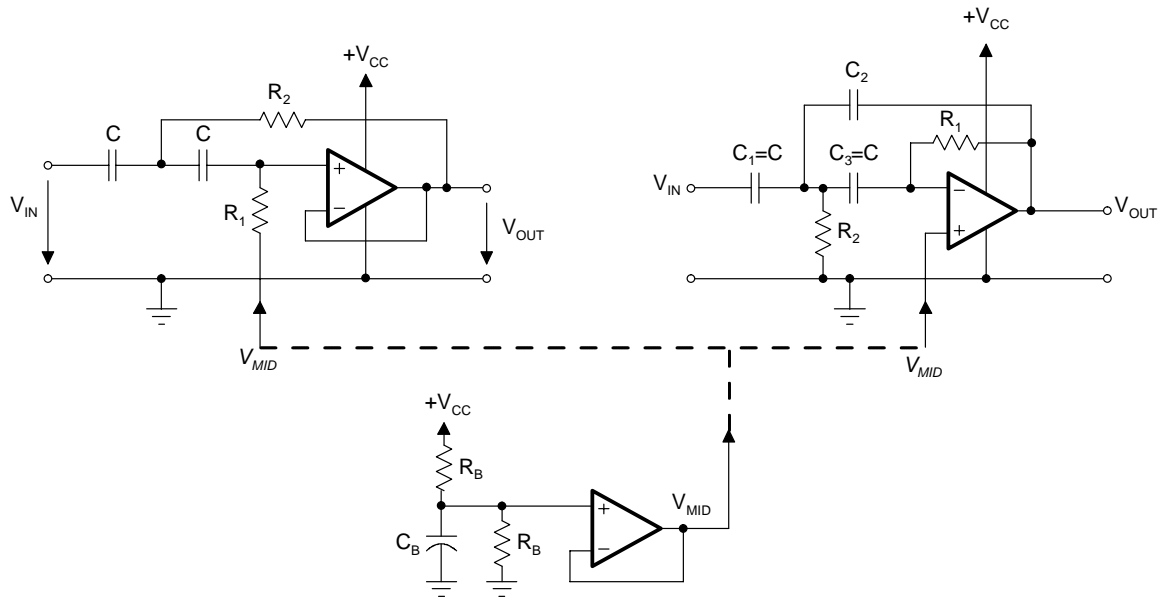 +VCC
R2
C
C
+
−
R1
VIN
VOUT
VMID
+VCC
C2
R1
C1=C
C3=C
VIN
−
+
R2
VOUT
VMID
+VCC
RB
CB
RB
+
−
VMID